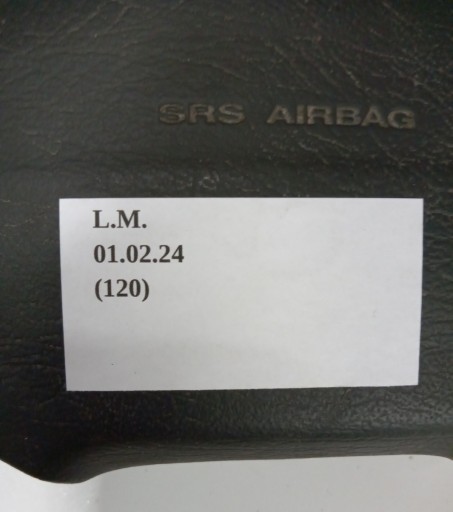 SRS AIRBAG
L.M.
01.02.24
(120)